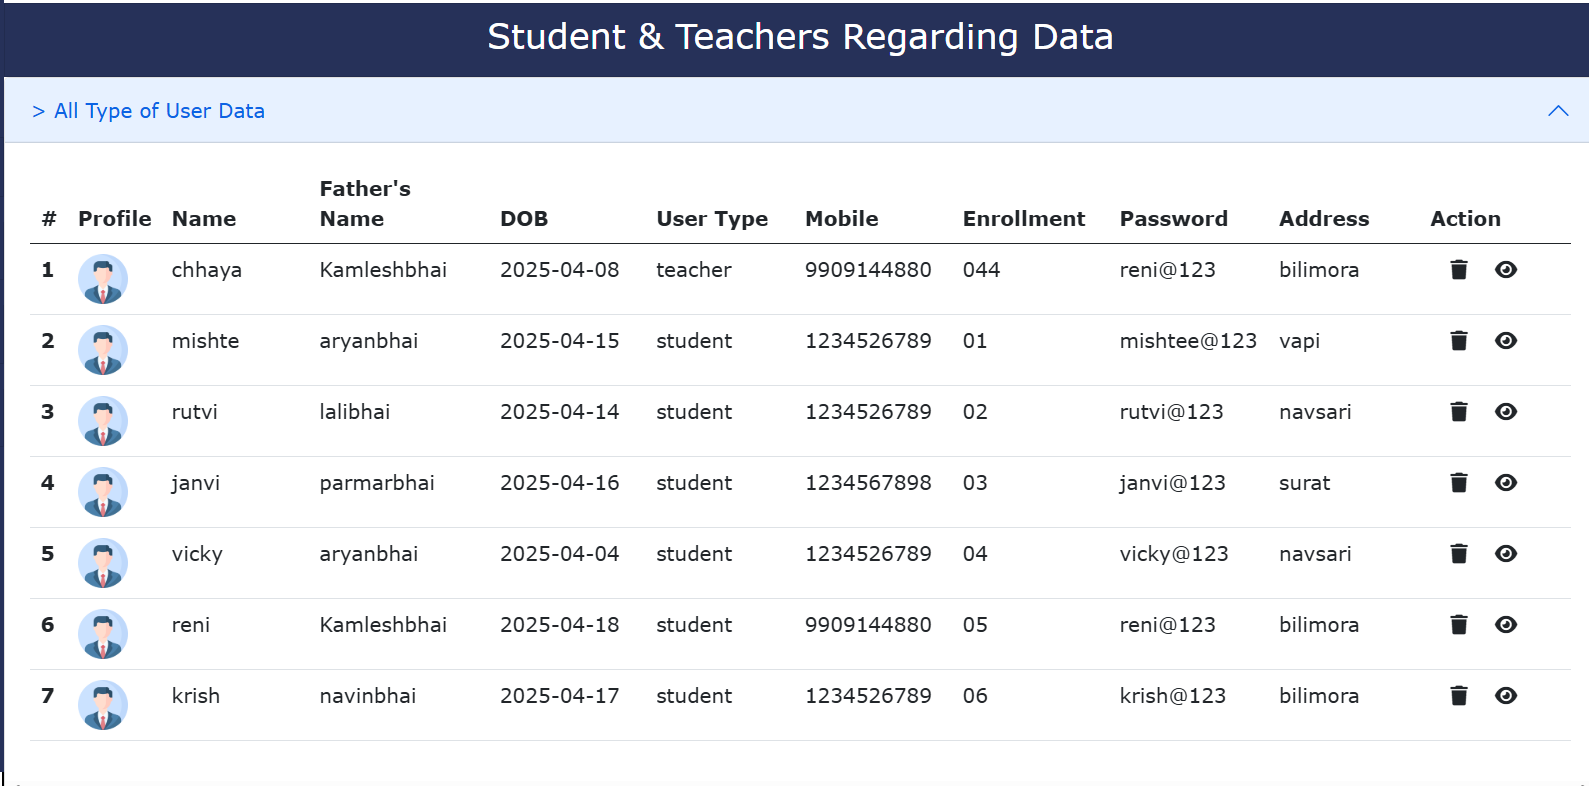 Student & Teachers Regarding Data
> All Type of User Data
# Profile Name Father's Name DOB User Type Mobile Enrollment Password Address Action
1 chhaya Kamleshbhai 2025-04-08 teacher 9909144880 044 reni@123 bilimora
2 mishte aryanbhai 2025-04-15 student 1234526789 01 mishtee@123 vapi
3 rutvi lalibhai 2025-04-14 student 1234526789 02 rutvi@123 navsari
4 janvi parmarbhai 2025-04-16 student 1234567898 03 janvi@123 surat
5 vicky aryanbhai 2025-04-04 student 1234526789 04 vicky@123 navsari
6 reni Kamleshbhai 2025-04-18 student 9909144880 05 reni@123 bilimora
7 krish navinbhai 2025-04-17 student 1234526789 06 krish@123 bilimora